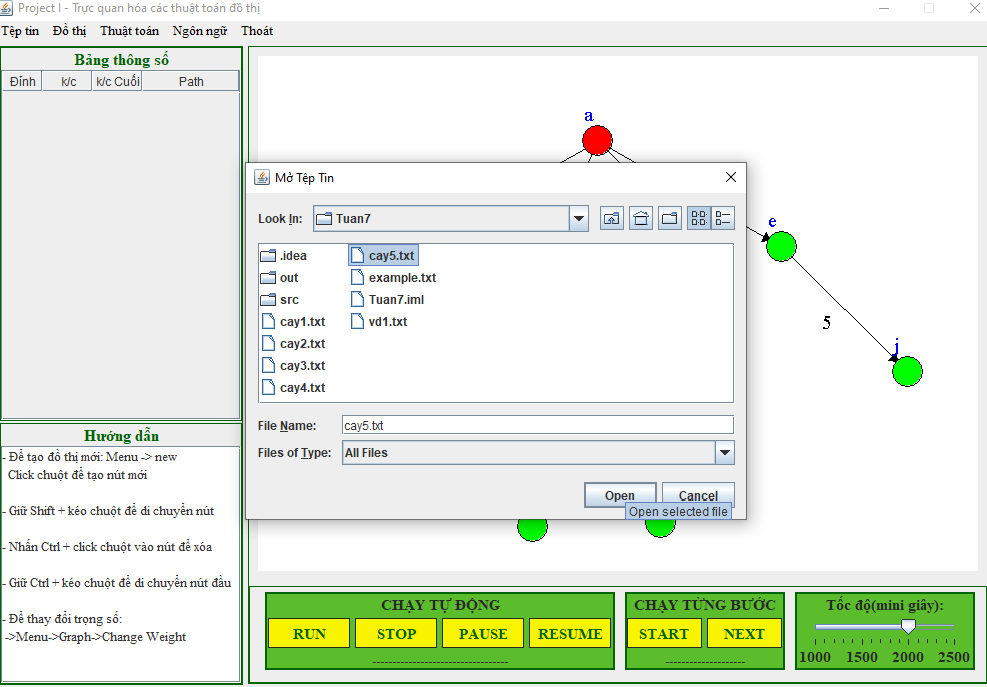 Project I - Trực quan hóa các thuật toán đồ thị
Tệp tin Đồ thị Thuật toán Ngôn ngữ Thoát
Bảng thông số
Đỉnh k/c k/c Cuối Path
a
Mở Tệp Tin
Look In: Tuan7
.idea
out
src
cay1.txt
cay2.txt
cay3.txt
cay4.txt
cay5.txt
example.txt
Tuan7.iml
vd1.txt
File Name: cay5.txt
Files of Type: All Files
Open Cancel
Open selected file
e
5
j
Hướng dẫn
- Để tạo đồ thị mới: Menu -> new
Click chuột để tạo nút mới
- Giữ Shift + kéo chuột để di chuyển nút
- Nhấn Ctrl + click chuột vào nút để xóa
- Giữ Ctrl + kéo chuột để di chuyển nút đầu
- Để thay đổi trọng số:
->Menu->Graph->Change Weight
CHẠY TỰ ĐỘNG
RUN STOP PAUSE RESUME
----------------------------------
CHẠY TỪNG BƯỚC
START NEXT
--------------------
Tốc độ(mini giây):
1000 1500 2000 2500